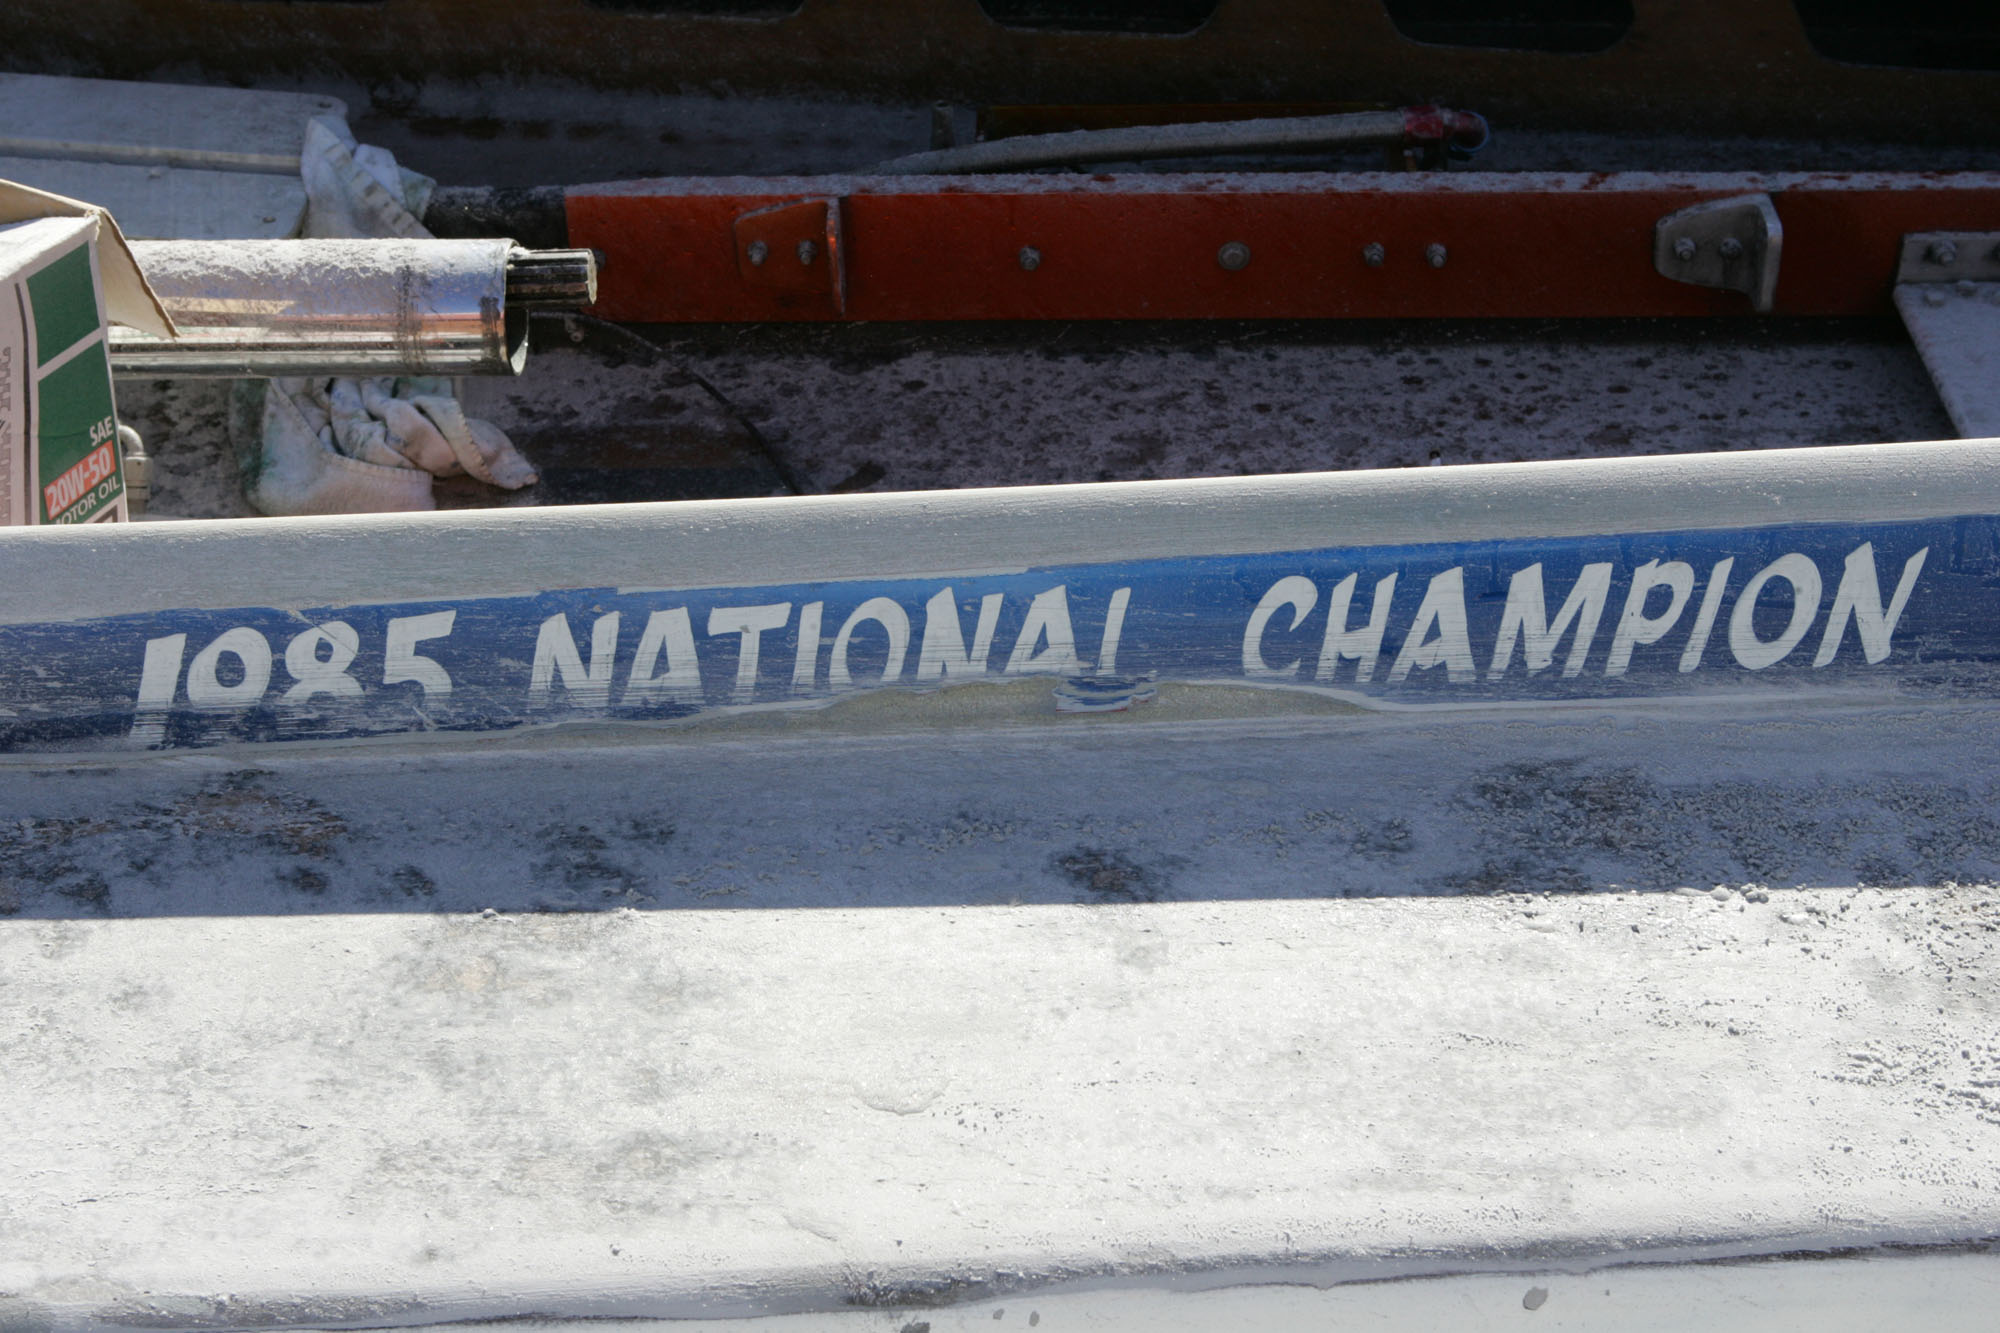 SAE
20W-50
MOTOR OIL
1985 NATIONAL CHAMPION